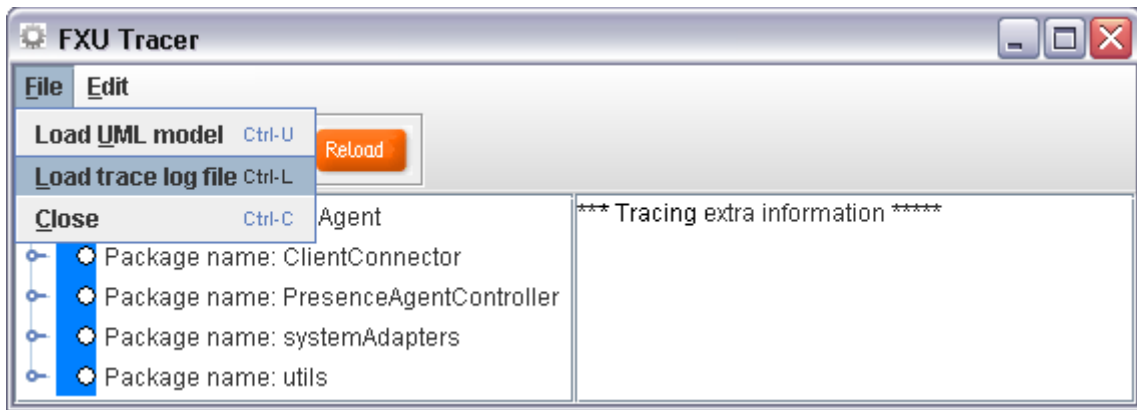 FXU Tracer
File Edit
Load UML model Ctrl-U
Reload
Load trace log file Ctrl-L
Close Ctrl-C
Agent
*** Tracing extra information *****
Package name: ClientConnector
Package name: PresenceAgentController
Package name: systemAdapters
Package name: utils